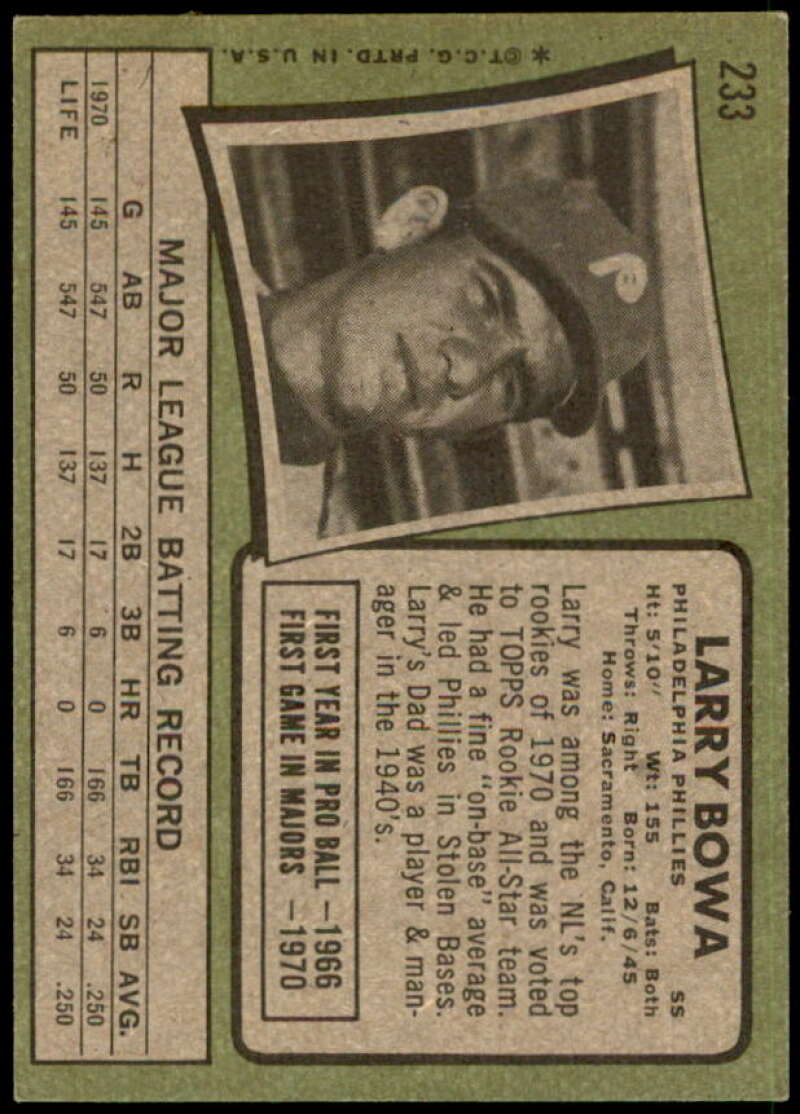 233
LARRY BOWA
PHILADELPHIA PHILLIES SS
Ht: 5'10" Wt: 155 Bats: Both
Throws: Right Born: 12/6/45
Home: Sacramento, Calif.
Larry was among the NL's top
rookies of 1970 and was voted
to TOPPS Rookie All-Star team.
He had a fine "on-base" average
& led Phillies in Stolen Bases.
Larry's Dad was a player & man-
ager in the 1940's.
FIRST YEAR IN PRO BALL —1966
FIRST GAME IN MAJORS —1970
P
MAJOR LEAGUE BATTING RECORD
G AB R H 2B 3B HR TB RBI SB AVG.
1970 145 547 50 137 17 6 0 166 34 24 .250
LIFE 145 547 50 137 17 6 0 166 34 24 .250
* ©T.C.G. PRTD. IN U.S.A.